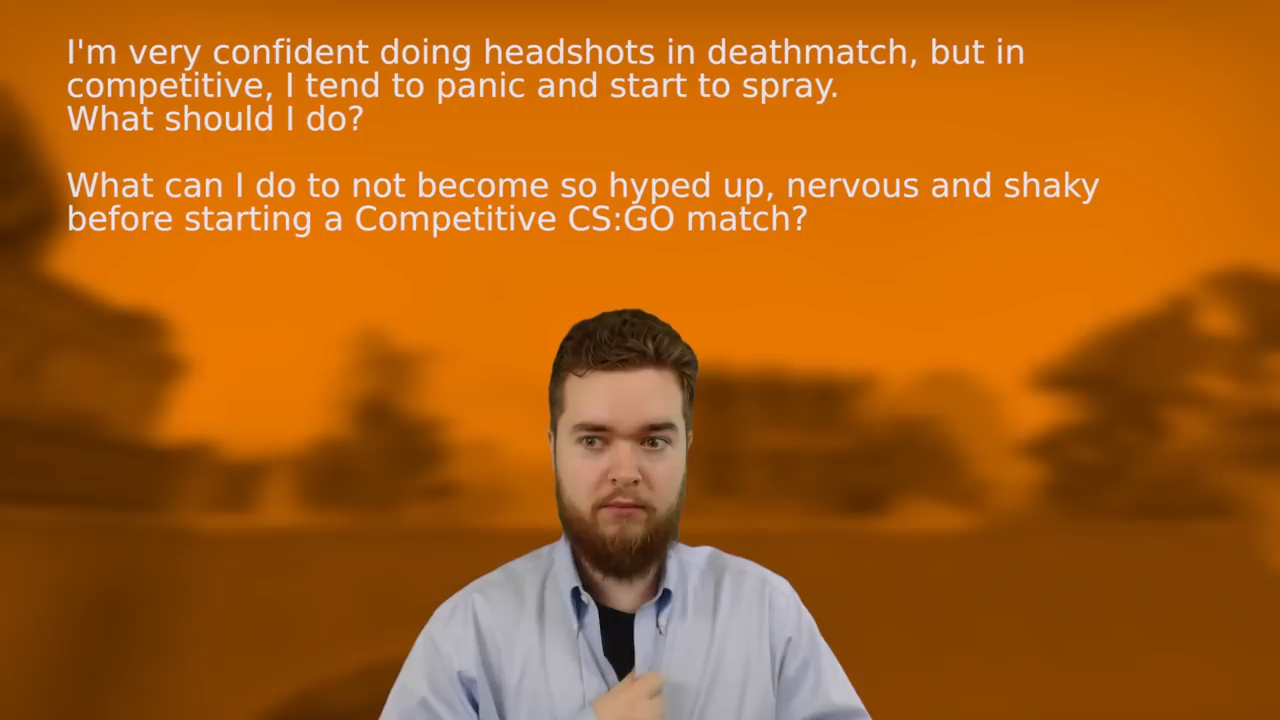 I'm very confident doing headshots in deathmatch, but in
competitive, I tend to panic and start to spray.
What should I do?
What can I do to not become so hyped up, nervous and shaky
before starting a Competitive CS:GO match?